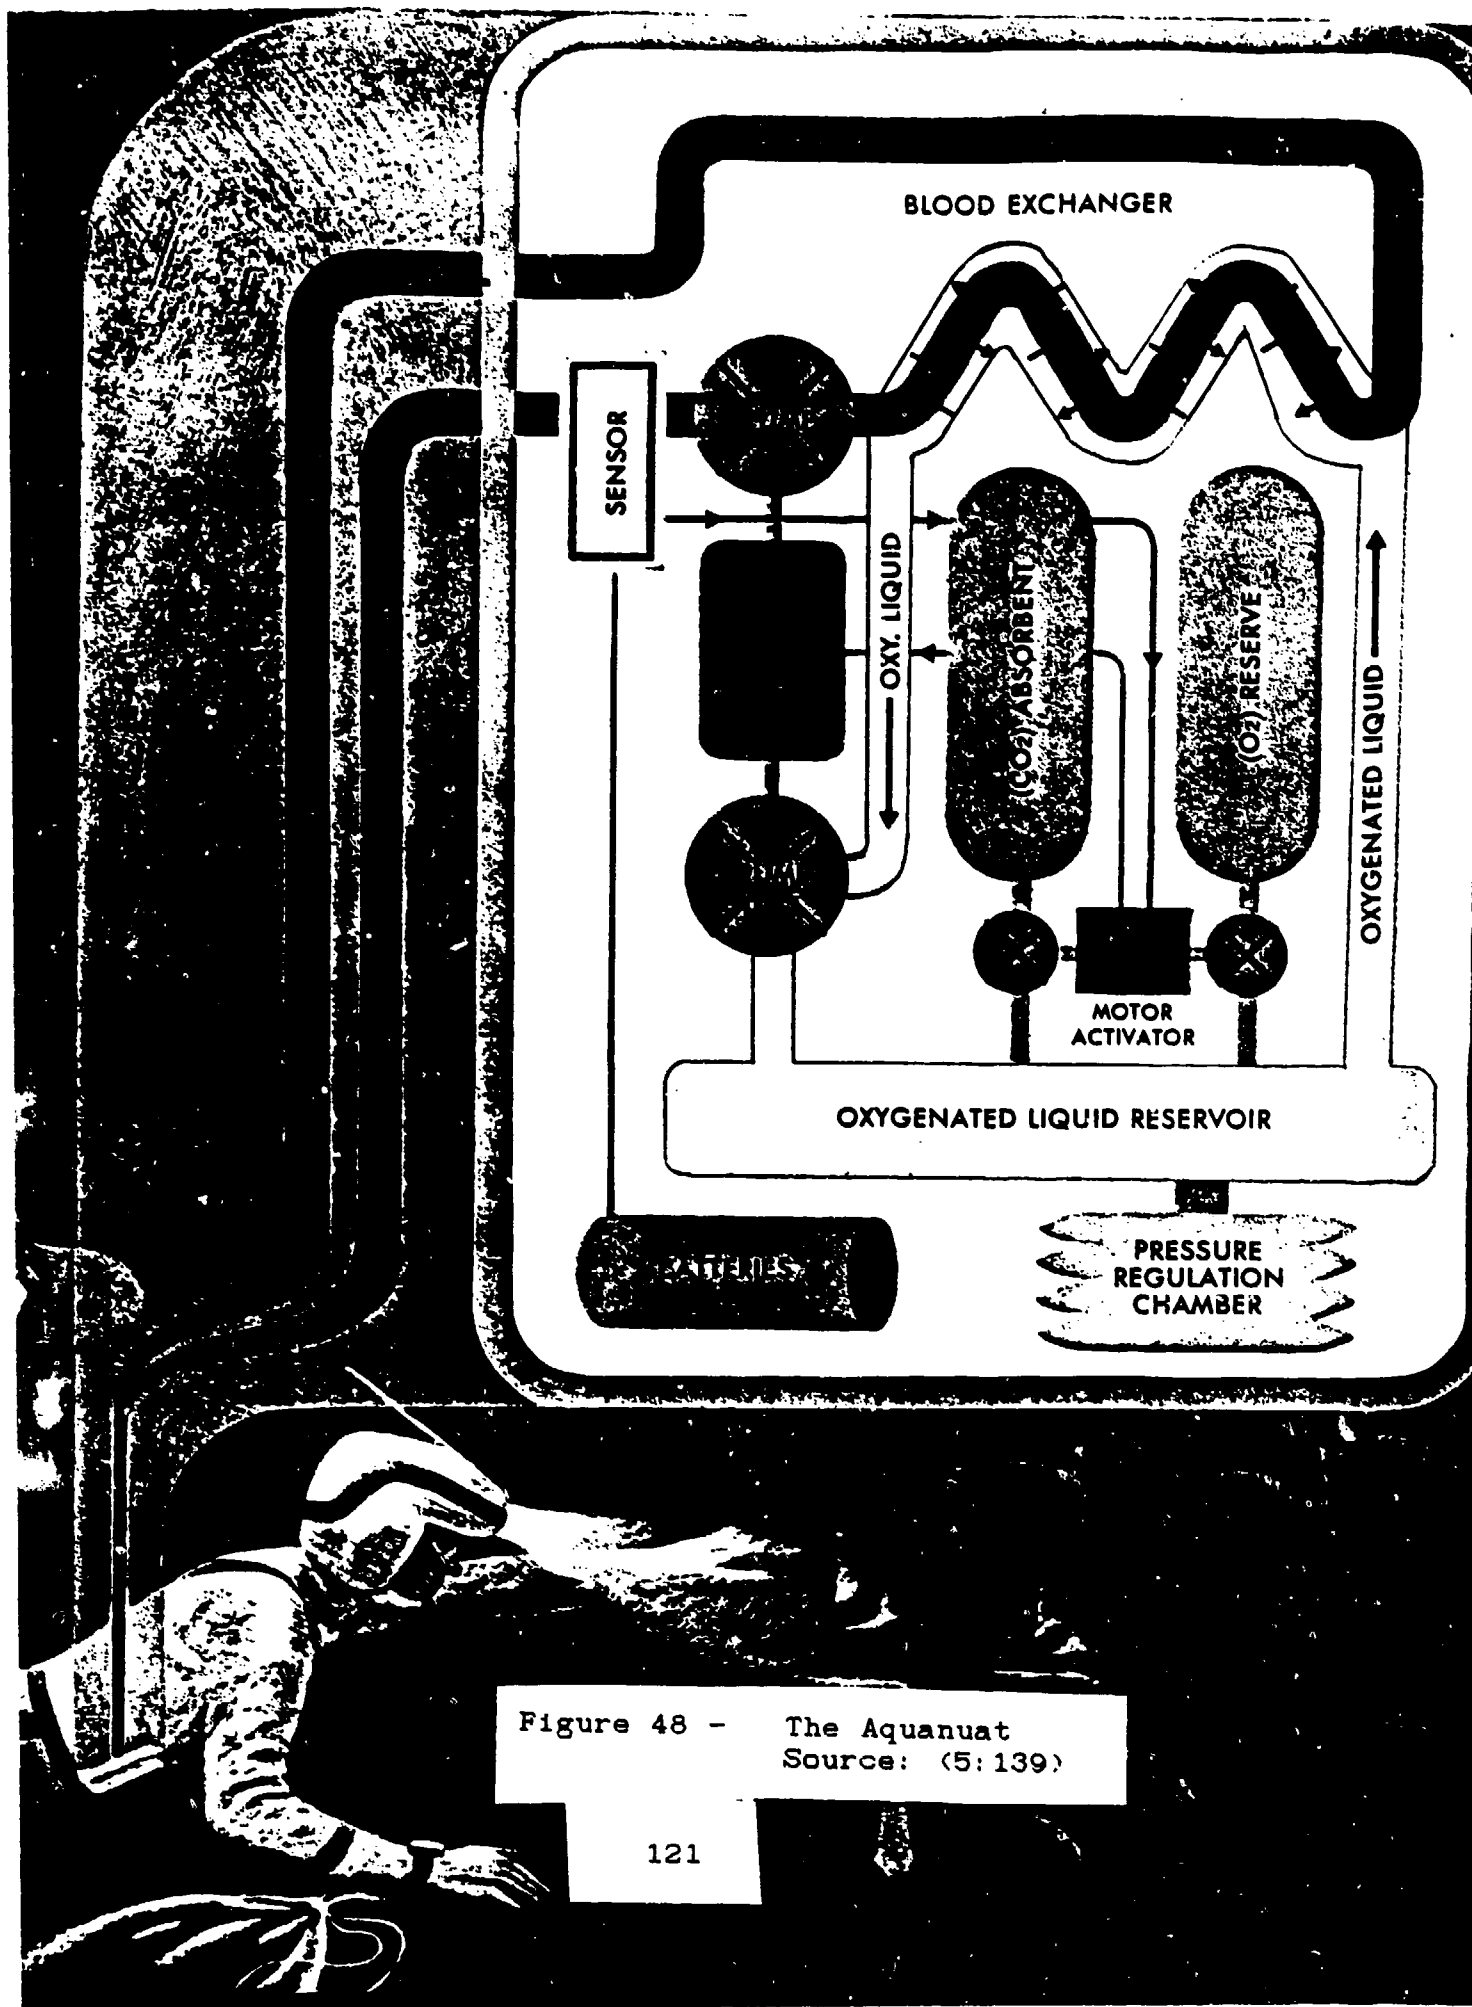 BLOOD EXCHANGER
SENSOR
OXY. LIQUID
(CO2) ABSORBENT
(O2) RESERVE
OXYGENATED LIQUID
MOTOR
ACTIVATOR
OXYGENATED LIQUID RESERVOIR
BATTERIES
PRESSURE
REGULATION
CHAMBER
Figure 48 - The Aquanuat
Source: (5:139)
121